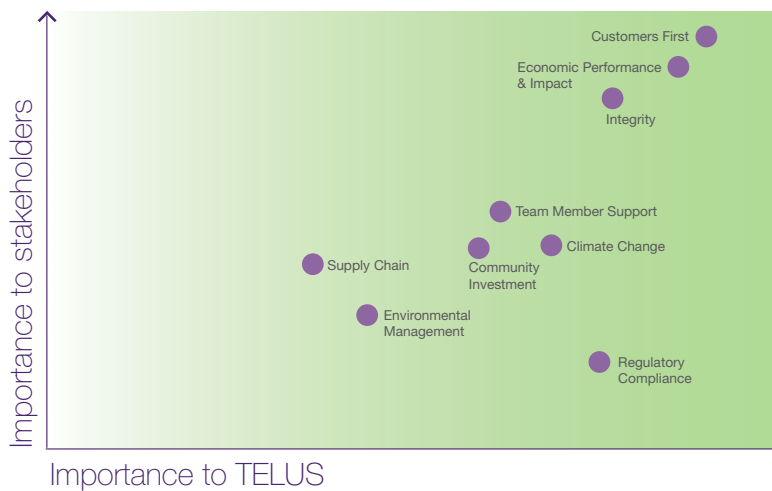 Importance to stakeholders
Customers First
Economic Performance
& Impact
Integrity
Team Member Support
Climate Change
Community
Investment
Supply Chain
Environmental
Management
Regulatory
Compliance
Importance to TELUS